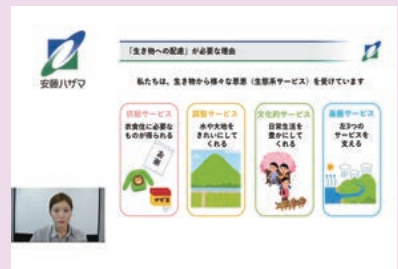 安藤ハザマ
「生き物への配慮」が必要な理由
私たちは、生き物から様々な恩恵（生態系サービス）を受けています
供給サービス
衣食住に必要な
ものが得られる
お米
調整サービス
水や大地を
きれいにして
くれる
文化的サービス
日常生活を
豊かにして
くれる
基盤サービス
左3つの
サービスを
支える